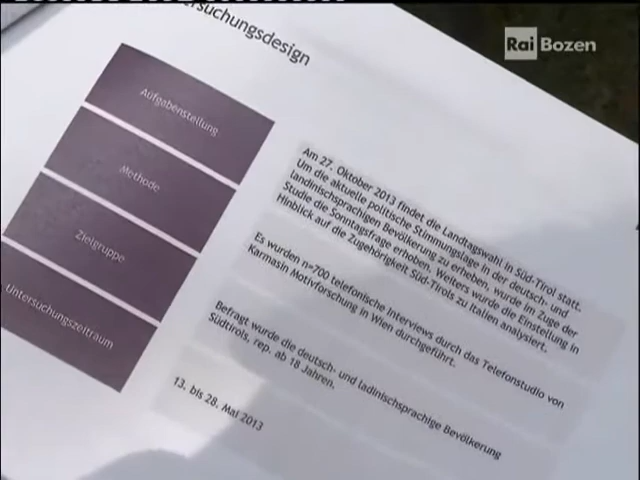 Rai Bozen
Untersuchungsdesign
Aufgabenstellung
Am 27. Oktober 2013 findet die Landtagswahl in Süd-Tirol statt.
Um die aktuelle politische Stimmungslage in der deutsch- und
landinischsprachigen Bevölkerung zu erheben, wurde im Zuge der
Studie die Sonntagsfrage erhoben. Weiters wurde die Einstellung in
Hinblick auf die Zugehörigkeit Süd-Tirols zu Italien analysiert.
Methode
Es wurden n=700 telefonische Interviews durch das Telefonstudio von
Karmasin Motivforschung in Wien durchgeführt.
Zielgruppe
Befragt wurde die deutsch- und ladinischsprachige Bevölkerung
Südtirols, rep. ab 18 Jahren.
Untersuchungszeitraum
13. bis 28. Mai 2013